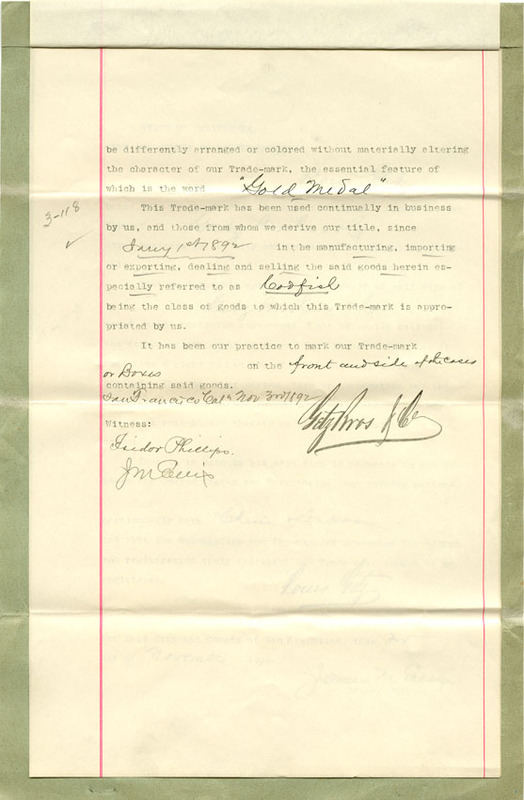 be differently arranged or colored without materially altering
the character of our Trade-mark, the essential feature of
which is the word "Gold Medal"
This Trade-mark has been used continually in business
3-118
by us, and those from whom we derive our title, since
1st 1892 in the manufacturing, importing
or exporting, dealing and selling the said goods herein es-
pecially referred to as Codfish
being the class of goods to which this Trade-mark is appro-
priated by us.
It has been our practice to mark our Trade-mark
on the front and side of the cases
or Boxes
containing said goods.
San Francisco Cala Nov 3rd 1892
Getz Bros & Co
Witness:
Isidor Phillips.
Louis Getz